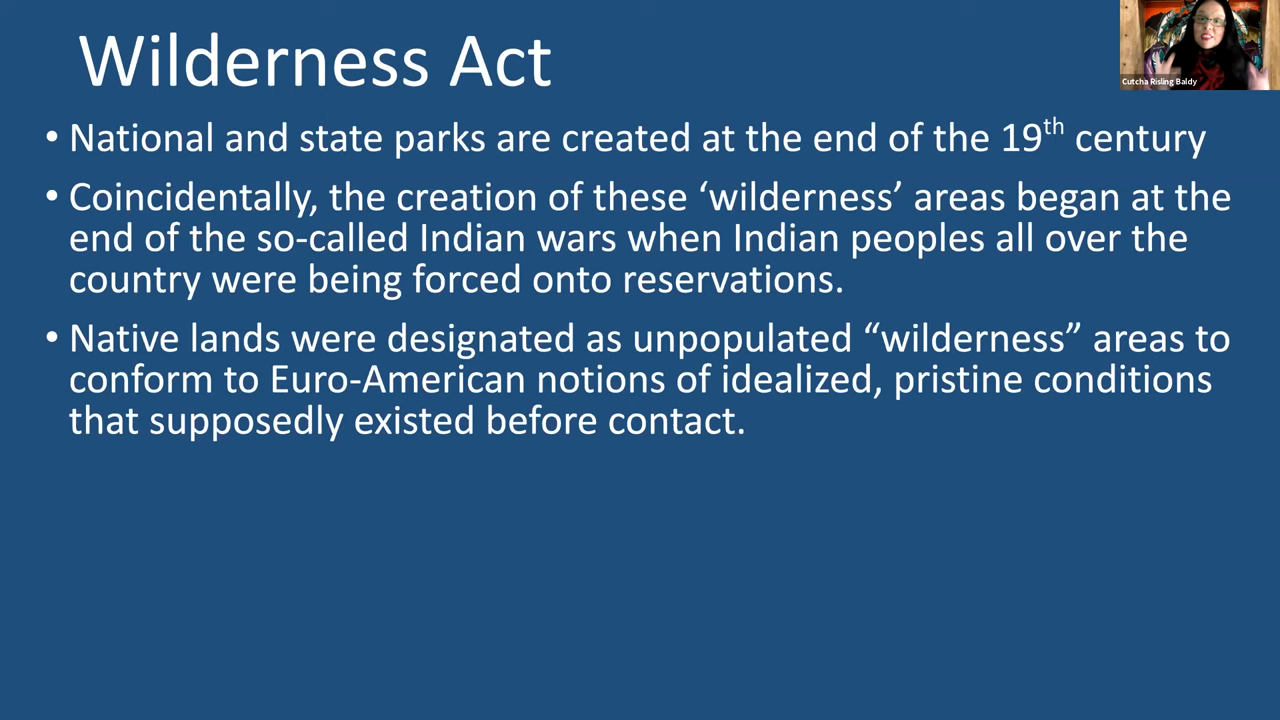 Wilderness Act
Cutcha Risling Baldy
• National and state parks are created at the end of the 19th century
• Coincidentally, the creation of these ‘wilderness’ areas began at the
end of the so-called Indian wars when Indian peoples all over the
country were being forced onto reservations.
• Native lands were designated as unpopulated “wilderness” areas to
conform to Euro-American notions of idealized, pristine conditions
that supposedly existed before contact.